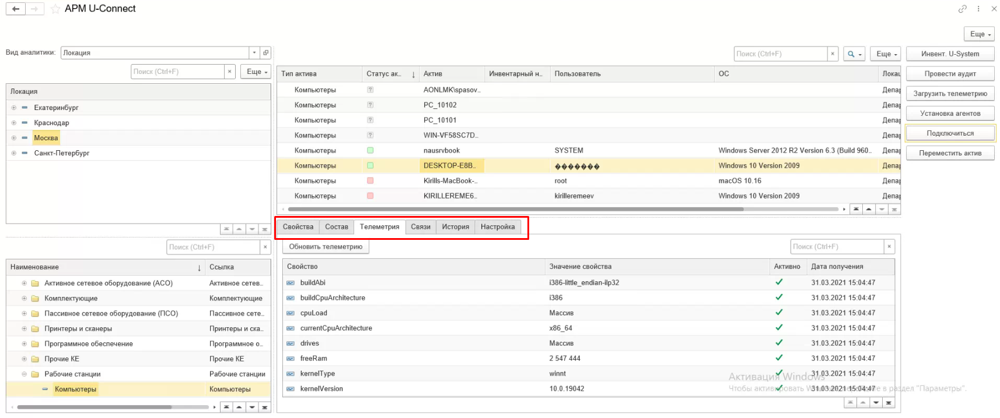 АРМ U-Connect
Еще
Вид аналитики: Локация
Поиск (Ctrl+F) × Еще
Локация
Екатеринбург
Краснодар
Москва
Санкт-Петербург
Поиск (Ctrl+F) ×
Наименование ↓ Ссылка
Активное сетевое оборудование (АСО) Активное сетев...
Комплектующие Комплектующие
Пассивное сетевое оборудование (ПСО) Пассивное сете...
Принтеры и сканеры Принтеры и ска...
Программное обеспечение Программное о...
Прочие КЕ Прочие КЕ
Рабочие станции Рабочие станции
Компьютеры Компьютеры
Поиск (Ctrl+F) × Еще
Тип актива Статус ак... ↓ Актив Инвентарный н... Пользователь ОС Локац
Компьютеры ? AONLMK\spasov... Депар
Компьютеры ? PC_10102 Депар
Компьютеры ? PC_10101 Депар
Компьютеры ? WIN-VF58SC7D... Депар
Компьютеры nausrvbook SYSTEM Windows Server 2012 R2 Version 6.3 (Build 960... Депар
Компьютеры DESKTOP-E8B... ������� Windows 10 Version 2009 Депар
Компьютеры Kirills-MacBook-... root macOS 10.16 Депар
Компьютеры KIRILLEREME6... kirilleremeev Windows 10 Version 2009 Депар
Инвент. U-System
Провести аудит
Загрузить телеметрию
Установка агентов
Подключиться
Переместить актив
Свойства Состав Телеметрия Связи История Настройка
Обновить телеметрию Поиск (Ctrl+F) ×
Свойство Значение свойства Активно Дата получения
buildAbi i386-little_endian-ilp32 31.03.2021 15:04:47
buildCpuArchitecture i386 31.03.2021 15:04:47
cpuLoad Массив 31.03.2021 15:04:47
currentCpuArchitecture x86_64 31.03.2021 15:04:47
drives Массив 31.03.2021 15:04:47
freeRam 2 547 444 31.03.2021 15:04:47
kernelType winnt 31.03.2021 15:04:47
kernelVersion 10.0.19042 31.03.2021 15:04:47
Активация Windows
Чтобы активировать Windows, перейдите в раздел "Параметры".